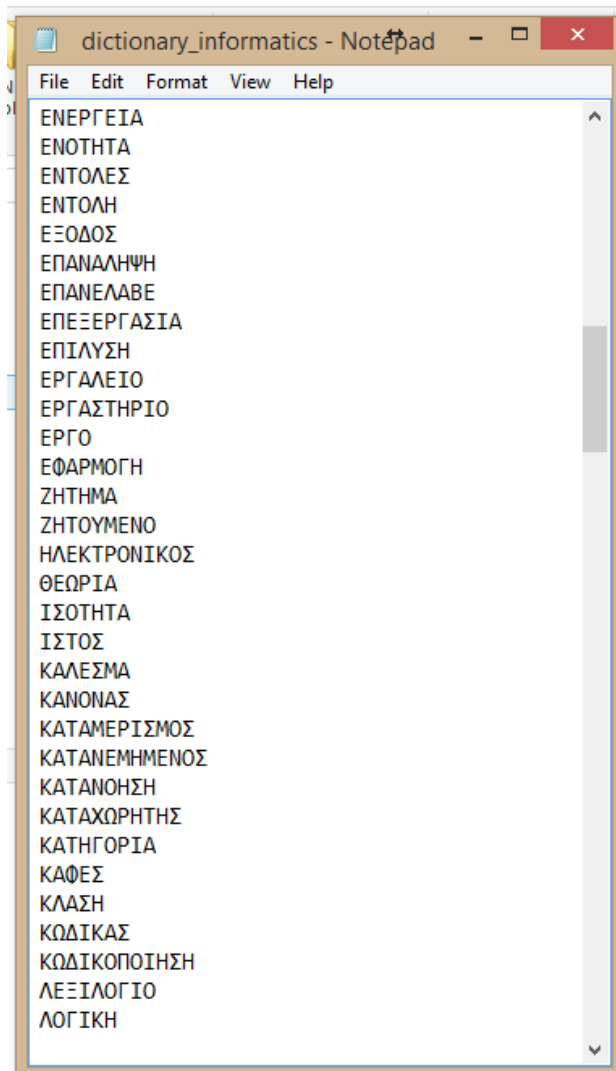 dictionary_informatics - Notepad
File Edit Format View Help
ΕΝΕΡΓΕΙΑ
ΕΝΟΤΗΤΑ
ΕΝΤΟΛΕΣ
ΕΝΤΟΛΗ
ΕΞΟΔΟΣ
ΕΠΑΝΑΛΗΨΗ
ΕΠΑΝΕΛΑΒΕ
ΕΠΕΞΕΡΓΑΣΙΑ
ΕΠΙΛΥΣΗ
ΕΡΓΑΛΕΙΟ
ΕΡΓΑΣΤΗΡΙΟ
ΕΡΓΟ
ΕΦΑΡΜΟΓΗ
ΖΗΤΗΜΑ
ΖΗΤΟΥΜΕΝΟ
ΗΛΕΚΤΡΟΝΙΚΟΣ
ΘΕΩΡΙΑ
ΙΣΟΤΗΤΑ
ΙΣΤΟΣ
ΚΑΛΕΣΜΑ
ΚΑΝΟΝΑΣ
ΚΑΤΑΜΕΡΙΣΜΟΣ
ΚΑΤΑΝΕΜΗΜΕΝΟΣ
ΚΑΤΑΝΟΗΣΗ
ΚΑΤΑΧΩΡΗΤΗΣ
ΚΑΤΗΓΟΡΙΑ
ΚΑΦΕΣ
ΚΛΑΣΗ
ΚΩΔΙΚΑΣ
ΚΩΔΙΚΟΠΟΙΗΣΗ
ΛΕΞΙΛΟΓΙΟ
ΛΟΓΙΚΗ